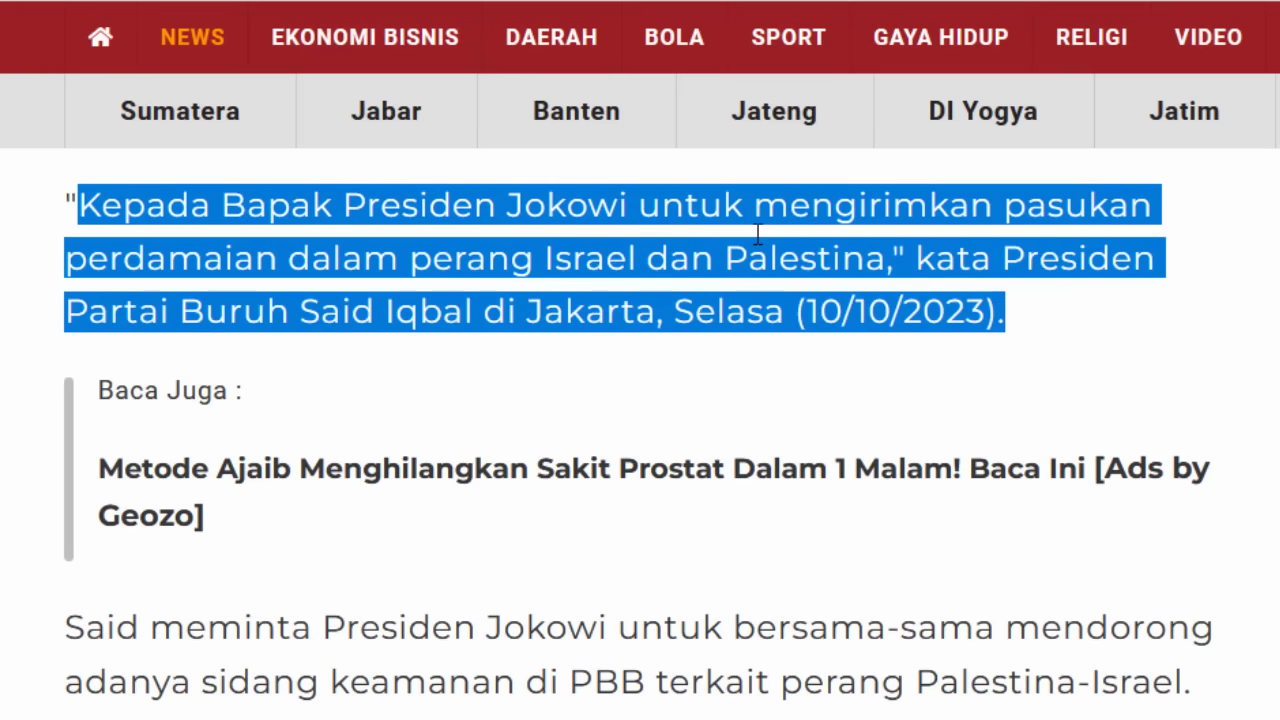 NEWS EKONOMI BISNIS DAERAH BOLA SPORT GAYA HIDUP RELIGI VIDEO
Sumatera Jabar Banten Jateng DI Yogya Jatim
"Kepada Bapak Presiden Jokowi untuk mengirimkan pasukan
perdamaian dalam perang Israel dan Palestina," kata Presiden
Partai Buruh Said Iqbal di Jakarta, Selasa (10/10/2023).
Baca Juga :
Metode Ajaib Menghilangkan Sakit Prostat Dalam 1 Malam! Baca Ini [Ads by
Geozo]
Said meminta Presiden Jokowi untuk bersama-sama mendorong
adanya sidang keamanan di PBB terkait perang Palestina-Israel.